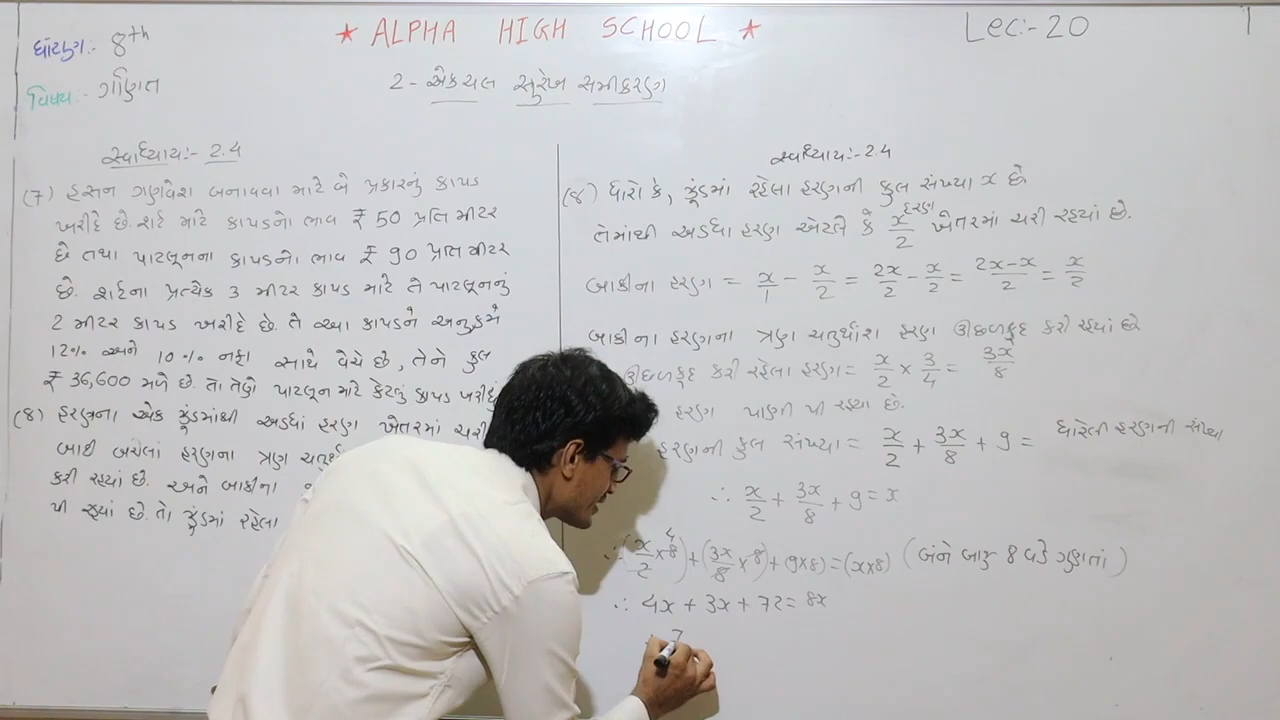 ★ ALPHA HIGH SCHOOL ★
Lec:-20
ધોરણ:- 8th
વિષય:- ગણિત
2-એકચલ સુરેખ સમીકરણ
સ્વાધ્યાય:- 2.4
(7) હસન ગણવેશ બનાવવા માટે બે પ્રકારનું કાપડ
ખરીદે છે. શર્ટ માટે કાપડનો ભાવ ₹ 50 પ્રતિ મીટર
છે તથા પાટલૂનના કાપડનો ભાવ ₹ 90 પ્રતિ મીટર
છે. શર્ટના પ્રત્યેક 3 મીટર કાપડ માટે તે પાટલૂનનું
2 મીટર કાપડ ખરીદે છે. તે આ કાપડને અનુક્રમે
12% અને 10% નફા સાથે વેચે છે, તેને કુલ
₹ 36,600 મળે છે. તો તેણે પાટલૂન માટે કેટલું કાપડ ખરીદ્યું
(8) હરણના એક ઝુંડમાંથી અડધાં હરણ ખેતરમાં ચરી
બાકી બચેલાં હરણના ત્રણ ચતુર્થ
કરી રહ્યાં છે. અને બાકીના
પી રહ્યાં છે. તો ઝુંડમાં રહેલા
સ્વાધ્યાય:- 2.4
(8) ધારો કે, ઝુંડમાં રહેલા હરણની કુલ સંખ્યા x છે.
તેમાંથી અડધા હરણ એટલે કે x/2 હરણ ખેતરમાં ચરી રહ્યાં છે.
બાકીના હરણ = x/1 - x/2 = 2x/2 - x/2 = 2x-x/2 = x/2
બાકીના હરણના ત્રણ ચતુર્થાંશ હરણ ઊછળકૂદ કરી રહ્યાં છે
ઊછળકૂદ કરી રહેલા હરણ = x/2 × 3/4 = 3x/8
હરણ પાણી પી રહ્યા છે.
હરણની કુલ સંખ્યા = x/2 + 3x/8 + 9 = ધારેલી હરણની સંખ્યા
∴ x/2 + 3x/8 + 9 = x
∴ (x/2 × 8 4) + (3x/8 × 8) + (9×8) = (x×8) (બંને બાજુ 8 વડે ગુણતાં)
∴ 4x + 3x + 72 = 8x
7